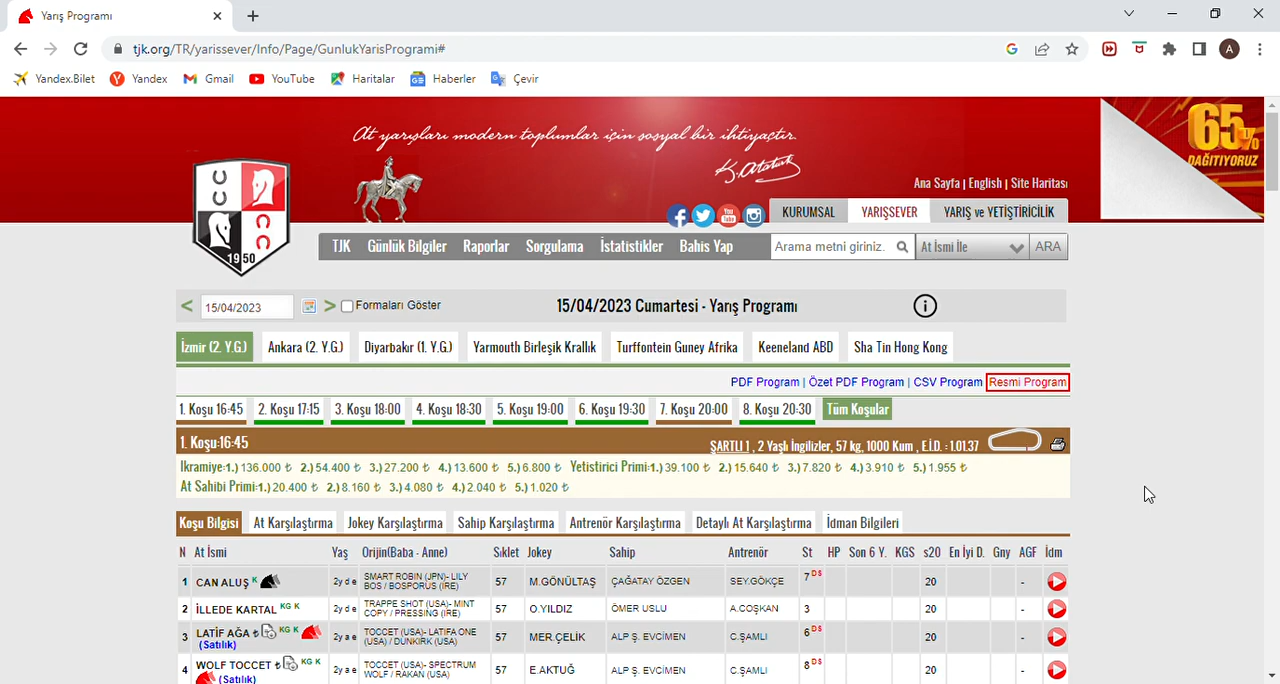 Yarış Programı
tjk.org/TR/yarissever/Info/Page/GunlukYarisProgrami#
A
Yandex.Bilet Yandex Gmail YouTube Haritalar Haberler Çevir
At yarışları modern toplumlar için sosyal bir ihtiyaçtır.
K. Atatürk
65
DAĞITIYORUZ
Ana Sayfa | English | Site Haritası
KURUMSAL YARIŞSEVER YARIŞ ve YETİŞTİRİCİLİK
1950
TJK Günlük Bilgiler Raporlar Sorgulama İstatistikler Bahis Yap Arama metni giriniz. At İsmi İle ARA
< 15/04/2023 > Formaları Göster 15/04/2023 Cumartesi - Yarış Programı
İzmir (2. Y.G.) Ankara (2. Y.G.) Diyarbakır (1. Y.G.) Yarmouth Birleşik Krallık Turffontein Guney Afrika Keeneland ABD Sha Tin Hong Kong
PDF Program | Özet PDF Program | CSV Program Resmi Program
1. Koşu 16:45 2. Koşu 17:15 3. Koşu 18:00 4. Koşu 18:30 5. Koşu 19:00 6. Koşu 19:30 7. Koşu 20:00 8. Koşu 20:30 Tüm Koşular
1. Koşu:16:45 ŞARTLI 1 , 2 Yaşlı İngilizler, 57 kg, 1000 Kum , E.İ.D. : 1.01.37
Ikramiye:1.) 136.000 ₺ 2.) 54.400 ₺ 3.) 27.200 ₺ 4.) 13.600 ₺ 5.) 6.800 ₺ Yetistirici Primi:1.) 39.100 ₺ 2.) 15.640 ₺ 3.) 7.820 ₺ 4.) 3.910 ₺ 5.) 1.955 ₺
At Sahibi Primi:1.) 20.400 ₺ 2.) 8.160 ₺ 3.) 4.080 ₺ 4.) 2.040 ₺ 5.) 1.020 ₺
Koşu Bilgisi At Karşılaştırma Jokey Karşılaştırma Sahip Karşılaştırma Antrenör Karşılaştırma Detaylı At Karşılaştırma İdman Bilgileri
N At İsmi Yaş Orijin(Baba - Anne) Sıklet Jokey Sahip Antrenör St HP Son 6 Y. KGS s20 En İyi D. Gny AGF İdm
1 CAN ALUŞ K 2y d e SMART ROBIN (JPN)- LILY BOS / BOSPORUS (IRE) 57 M.GÖNÜLTAŞ ÇAĞATAY ÖZGEN SEY.GÖKÇE 7 DS 20 -
2 İLLEDE KARTAL KG K 2y d e TRAPPE SHOT (USA)- MINT COPY / PRESSING (IRE) 57 O.YILDIZ ÖMER USLU A.COŞKAN 3 20 -
3 LATİF AĞA ₺ KG K (Satılık) 2y a e TOCCET (USA)- LATIFA ONE (USA) / DUNKIRK (USA) 57 MER.ÇELİK ALP Ş. EVCİMEN C.ŞAMLI 6 DS 20 -
4 WOLF TOCCET ₺ KG K (Satılık) 2y a e TOCCET (USA)- SPECTRUM WOLF / RAKAN (USA) 57 E.AKTUĞ ALP Ş. EVCİMEN C.ŞAMLI 8 DS 20 -